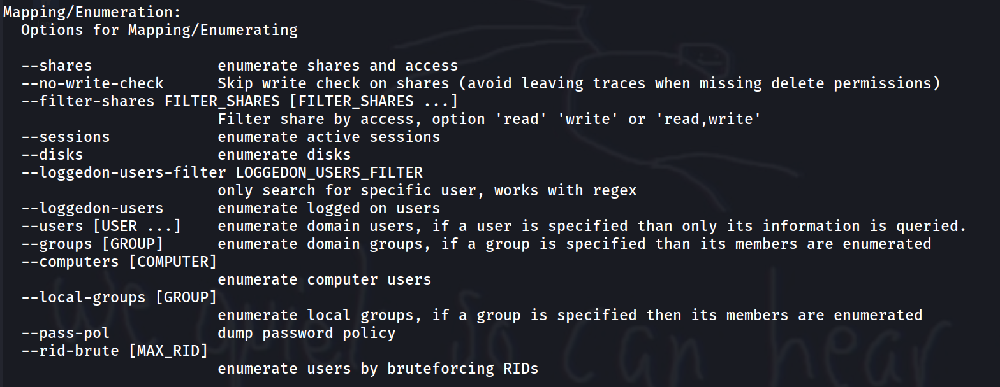 Mapping/Enumeration:
  Options for Mapping/Enumerating

  --shares              enumerate shares and access
  --no-write-check      Skip write check on shares (avoid leaving traces when missing delete permissions)
  --filter-shares FILTER_SHARES [FILTER_SHARES ...]
                        Filter share by access, option 'read' 'write' or 'read,write'
  --sessions            enumerate active sessions
  --disks               enumerate disks
  --loggedon-users-filter LOGGEDON_USERS_FILTER
                        only search for specific user, works with regex
  --loggedon-users      enumerate logged on users
  --users [USER ...]    enumerate domain users, if a user is specified than only its information is queried.
  --groups [GROUP]      enumerate domain groups, if a group is specified than its members are enumerated
  --computers [COMPUTER]
                        enumerate computer users
  --local-groups [GROUP]
                        enumerate local groups, if a group is specified then its members are enumerated
  --pass-pol            dump password policy
  --rid-brute [MAX_RID]
                        enumerate users by bruteforcing RIDs
we quiet so can hear